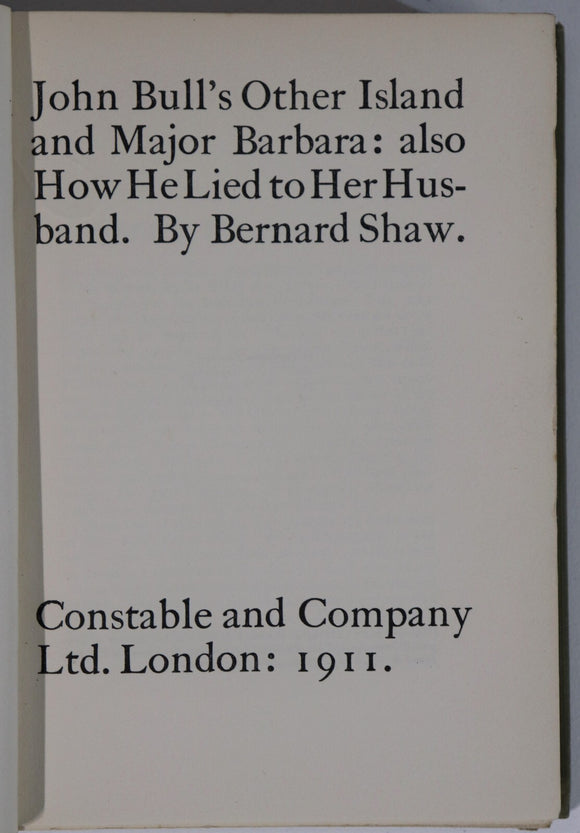 John Bull's Other Island
and Major Barbara: also
How He Lied to Her Hus-
band. By Bernard Shaw.
Constable and Company
Ltd. London: 1911.